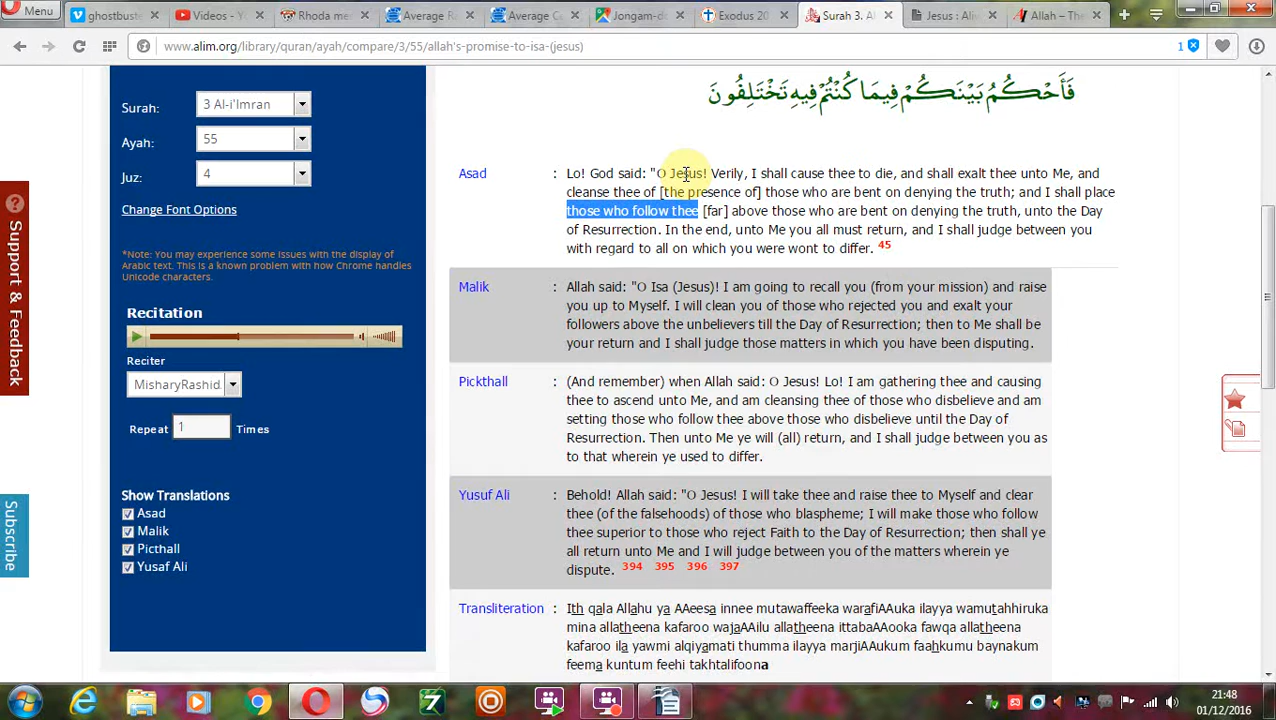 Menu
ghostbuste
Videos - Yo
Rhoda me
Average Ra
Average Ca
Jongam-do
Exodus 20
Surah 3. Al
Jesus : Aliv
Allah – The
www.alim.org/library/quran/ayah/compare/3/55/allah's-promise-to-isa-(jesus)
1
Support & Feedback
Subscribe
Surah: 3 Al-i'Imran
Ayah: 55
Juz: 4
Change Font Options
*Note: You may experience some issues with the display of
Arabic text. This is a known problem with how Chrome handles
Unicode characters.
Recitation
Reciter
MisharyRashid
Repeat 1 Times
Show Translations
Asad
Malik
Picthall
Yusaf Ali
فَأَحْكُمُ بَيْنَكُمْ فِيمَا كُنْتُمْ فِيهِ تَخْتَلِفُونَ
Asad : Lo! God said: "O Jesus! Verily, I shall cause thee to die, and shall exalt thee unto Me, and
cleanse thee of [the presence of] those who are bent on denying the truth; and I shall place
those who follow thee [far] above those who are bent on denying the truth, unto the Day
of Resurrection. In the end, unto Me you all must return, and I shall judge between you
with regard to all on which you were wont to differ. 45
Malik : Allah said: "O Isa (Jesus)! I am going to recall you (from your mission) and raise
you up to Myself. I will clean you of those who rejected you and exalt your
followers above the unbelievers till the Day of Resurrection; then to Me shall be
your return and I shall judge those matters in which you have been disputing.
Pickthall : (And remember) when Allah said: O Jesus! Lo! I am gathering thee and causing
thee to ascend unto Me, and am cleansing thee of those who disbelieve and am
setting those who follow thee above those who disbelieve until the Day of
Resurrection. Then unto Me ye will (all) return, and I shall judge between you as
to that wherein ye used to differ.
Yusuf Ali : Behold! Allah said: "O Jesus! I will take thee and raise thee to Myself and clear
thee (of the falsehoods) of those who blaspheme; I will make those who follow
thee superior to those who reject Faith to the Day of Resurrection; then shall ye
all return unto Me and I will judge between you of the matters wherein ye
dispute. 394 395 396 397
Transliteration : Ith qala Allahu ya AAeesa innee mutawaffeeka warafiAAuka ilayya wamutahhiruka
mina allatheena kafaroo wajaAAilu allatheena ittabaAAooka fawqa allatheena
kafaroo ila yawmi alqiyamati thumma ilayya marjiAAukum faahkumu baynakum
feema kuntum feehi takhtalifoona
21:48
01/12/2016